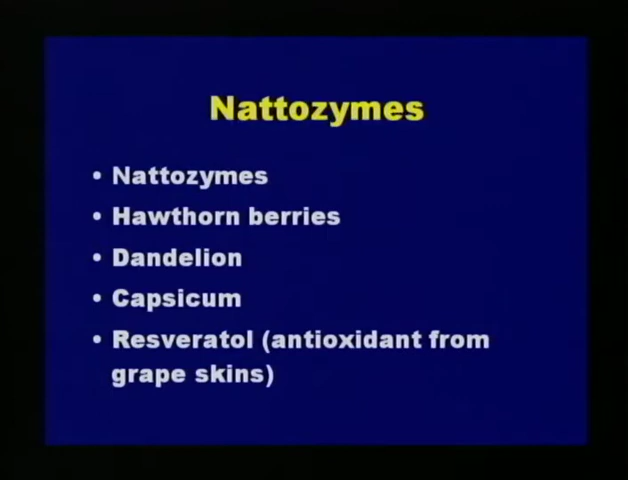 Nattozymes
• Nattozymes
• Hawthorn berries
• Dandelion
• Capsicum
• Resveratol (antioxidant from
grape skins)